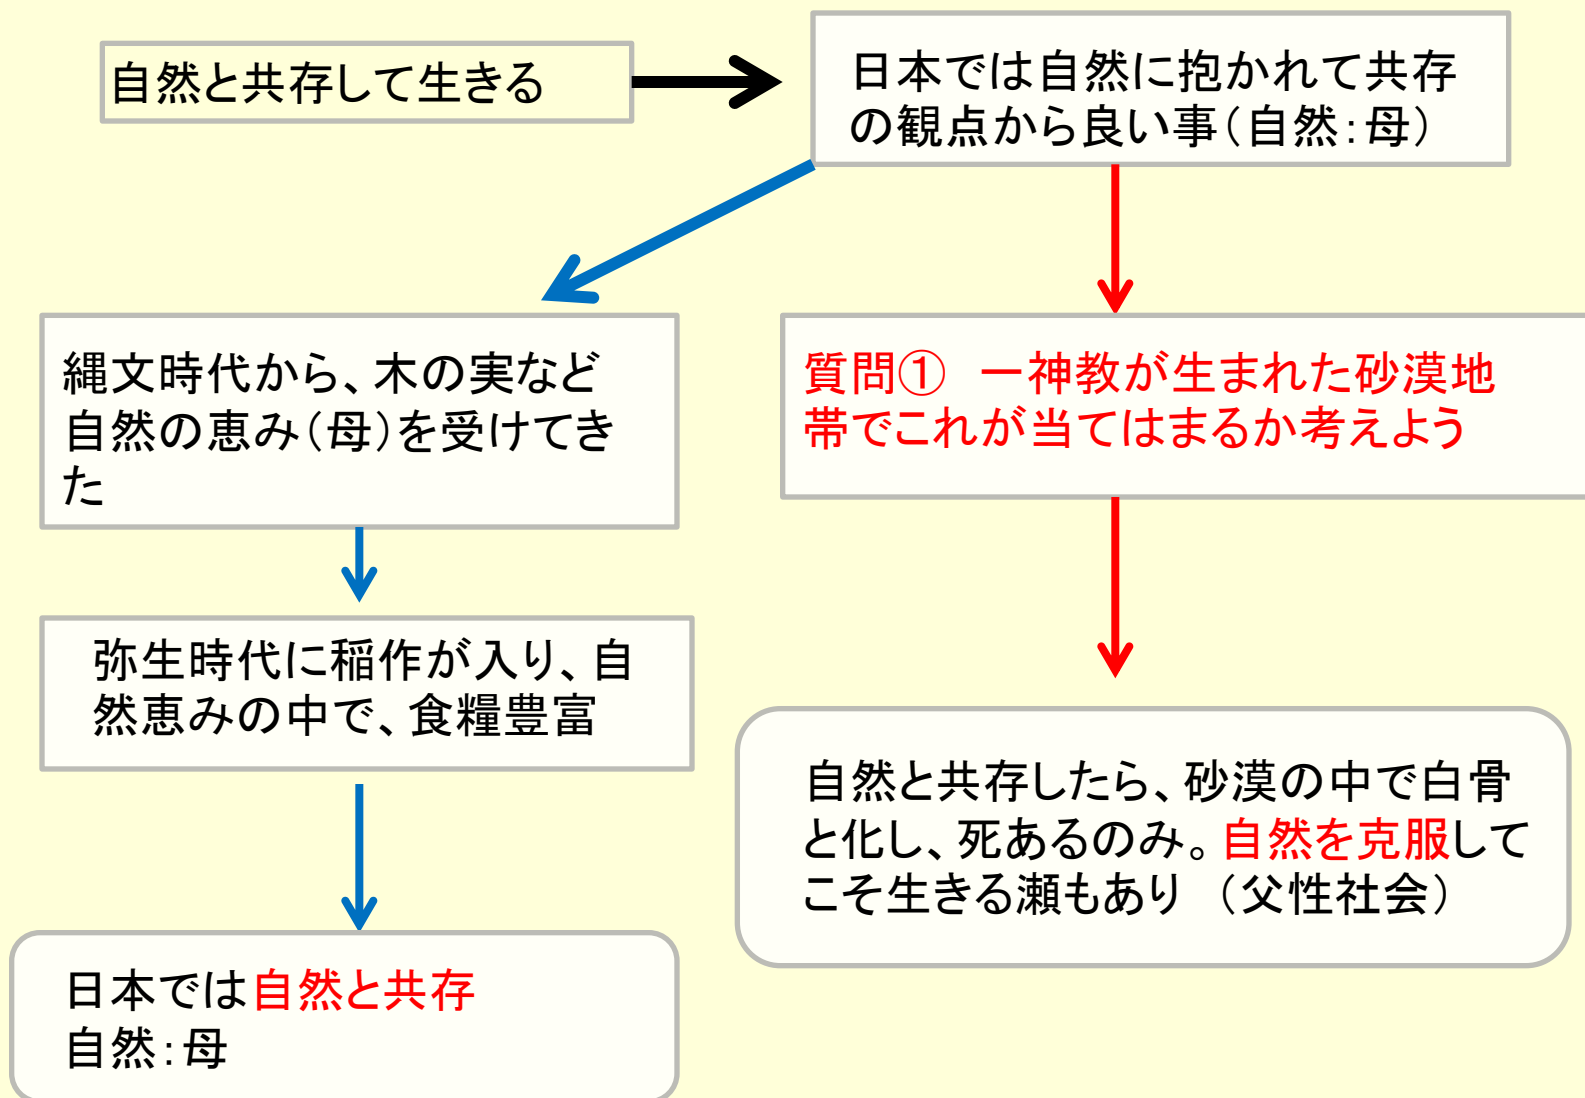 自然と共存して生きる
日本では自然に抱かれて共存
の観点から良い事(自然:母)
縄文時代から、木の実など
自然の恵み(母)を受けてき
た
質問① 一神教が生まれた砂漠地
帯でこれが当てはまるか考えよう
弥生時代に稲作が入り、自
然恵みの中で、食糧豊富
自然と共存したら、砂漠の中で白骨
と化し、死あるのみ。自然を克服して
こそ生きる瀬もあり (父性社会)
日本では自然と共存
自然:母